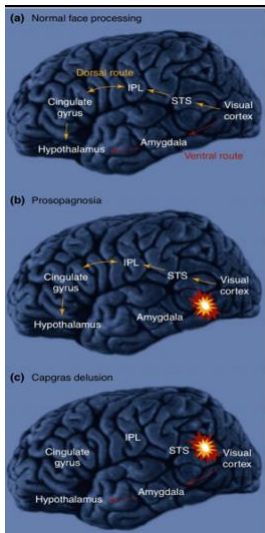 (a) Normal face processing
Dorsal route
IPL
Cingulate
gyrus
STS
Visual
cortex
Hypothalamus
Amygdala
Ventral route
(b) Prosopagnosia
IPL
STS
Cingulate
gyrus
Visual
cortex
Hypothalamus
Amygdala
(c) Capgras delusion
IPL
Cingulate
gyrus
STS
Visual
cortex
Hypothalamus
Amygdala